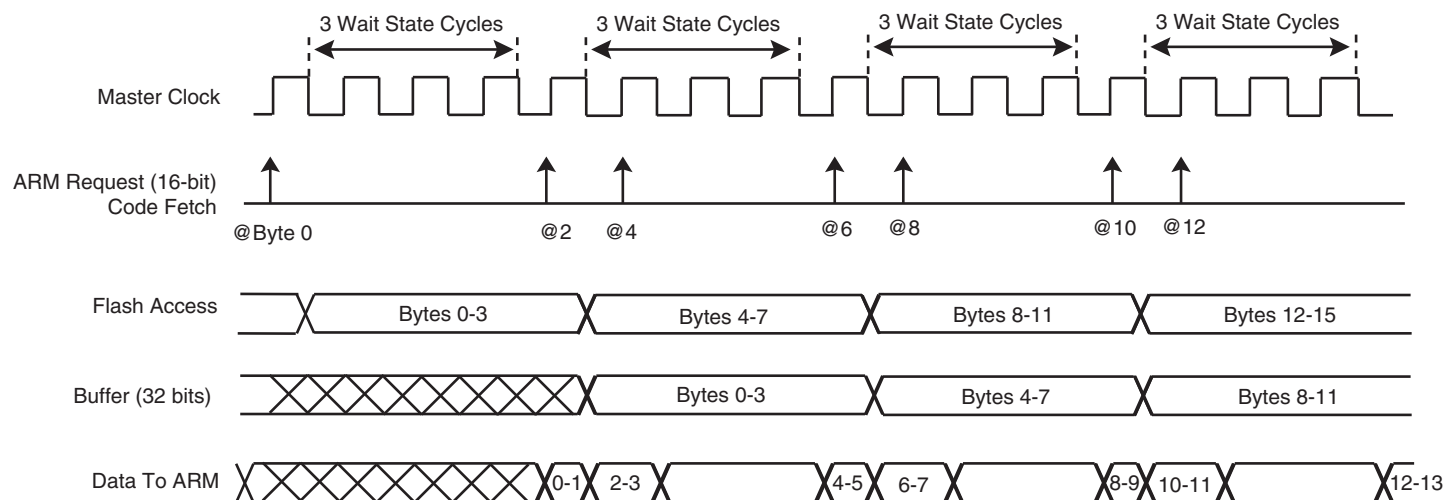 3 Wait State Cycles 3 Wait State Cycles 3 Wait State Cycles 3 Wait State Cycles
Master Clock
ARM Request (16-bit)
Code Fetch
@Byte 0 @2 @4 @6 @8 @10 @12
Flash Access Bytes 0-3 Bytes 4-7 Bytes 8-11 Bytes 12-15
Buffer (32 bits) Bytes 0-3 Bytes 4-7 Bytes 8-11
Data To ARM 0-1 2-3 4-5 6-7 8-9 10-11 12-13